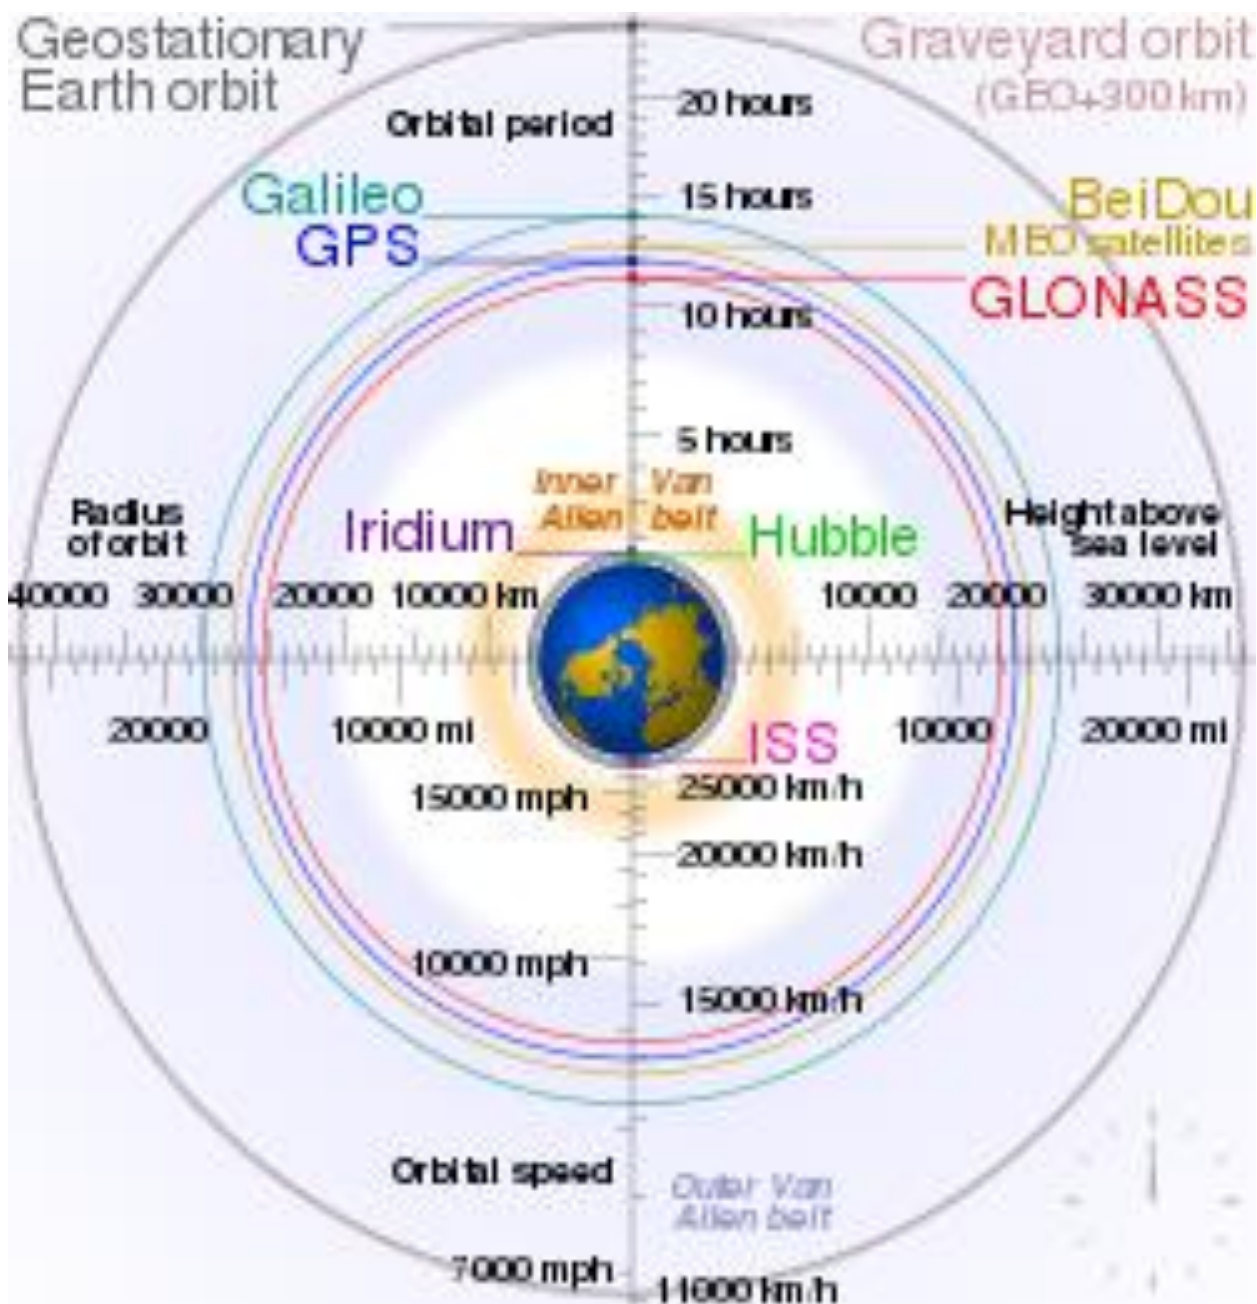 Geostationary
Earth orbit
Graveyard orbit
(GEO+300 km)
Orbital period
20 hours
Galileo
15 hours
BeiDou
GPS
MEO satellites
GLONASS
10 hours
5 hours
Inner Van
Allen belt
Radius
of orbit
Iridium
Hubble
Height above
sea level
40000 30000 20000 10000 km
10000 20000 30000 km
20000 10000 mi
10000 20000 mi
ISS
15000 mph
25000 km/h
20000 km/h
10000 mph
15000 km/h
Orbital speed
Outer Van
Allen belt
7000 mph
11000 km/h